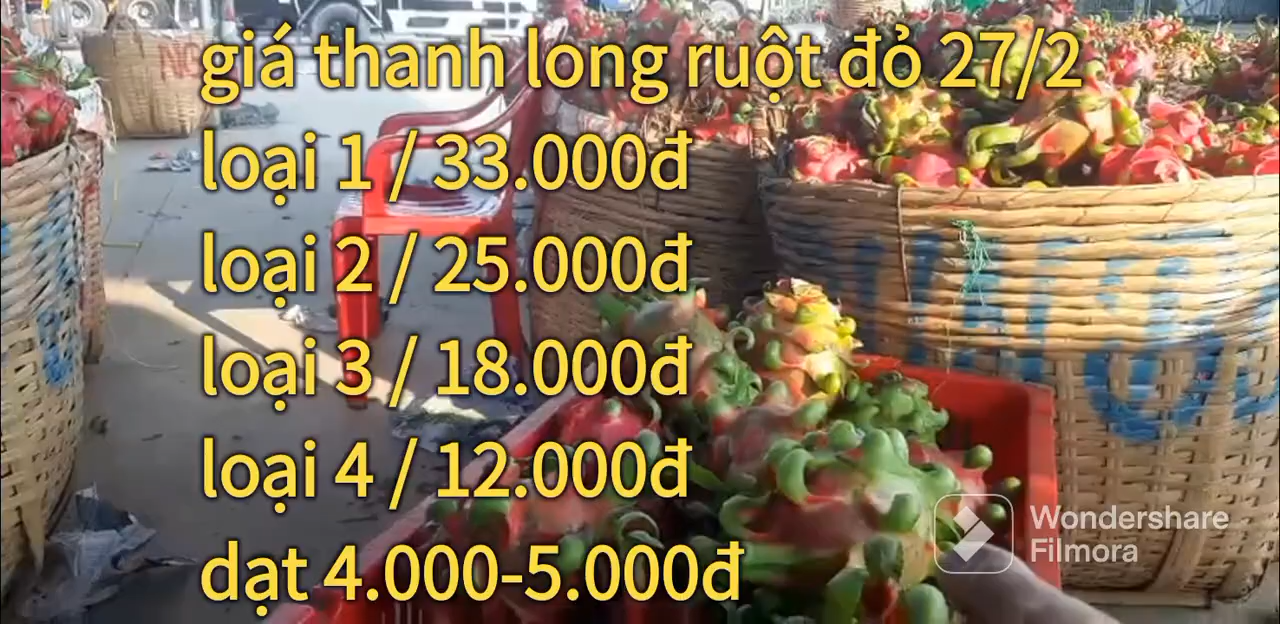 giá thanh long ruột đỏ 27/2
loại 1 / 33.000đ
loại 2 / 25.000đ
loại 3 / 18.000đ
loại 4 / 12.000đ
dạt 4.000-5.000đ
Wondershare
Filmora